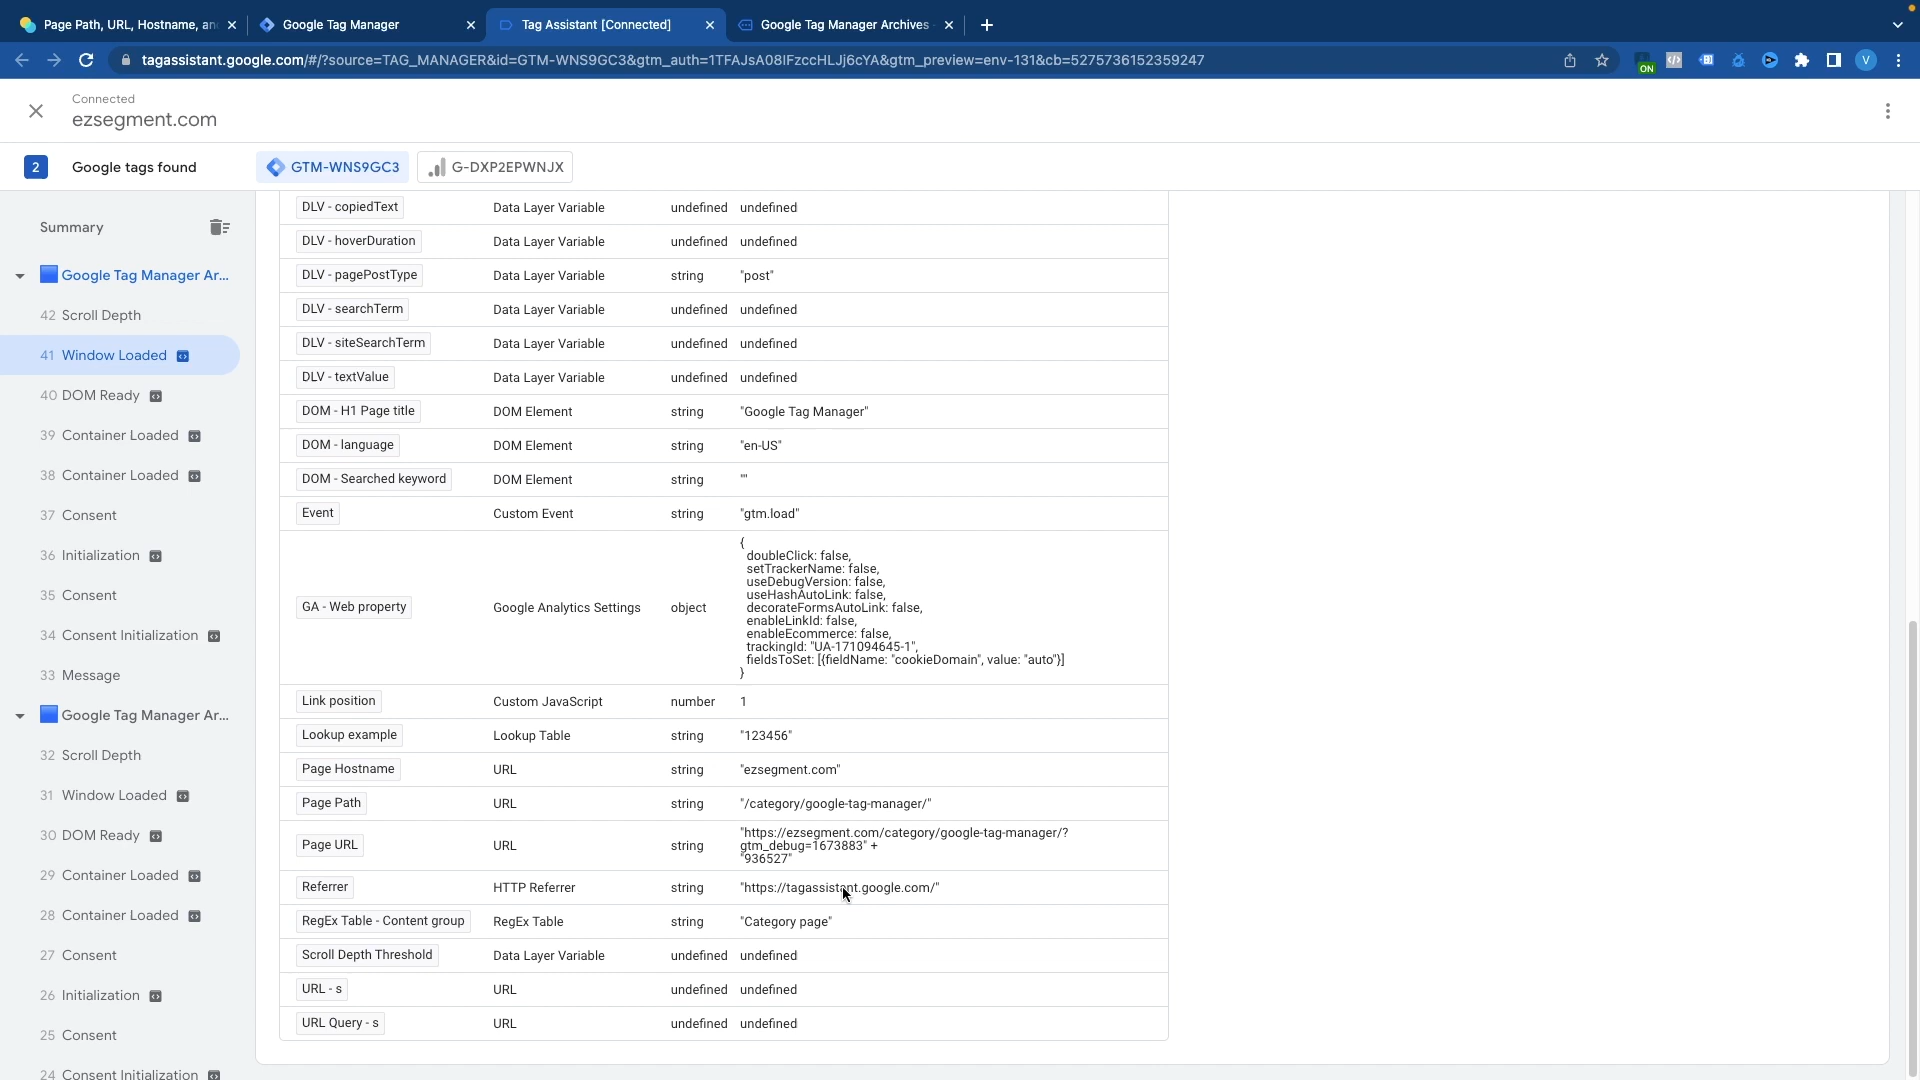 Page Path, URL, Hostname, an
Google Tag Manager
Tag Assistant [Connected]
Google Tag Manager Archives
tagassistant.google.com/#/?source=TAG_MANAGER&id=GTM-WNS9GC3&gtm_auth=1TFAJsA08IFzccHLJj6cYA&gtm_preview=env-131&cb=5275736152359247
ON
V
Connected
ezsegment.com
2 Google tags found
GTM-WNS9GC3
G-DXP2EPWNJX
Summary
Google Tag Manager Ar...
42 Scroll Depth
41 Window Loaded
40 DOM Ready
39 Container Loaded
38 Container Loaded
37 Consent
36 Initialization
35 Consent
34 Consent Initialization
33 Message
Google Tag Manager Ar...
32 Scroll Depth
31 Window Loaded
30 DOM Ready
29 Container Loaded
28 Container Loaded
27 Consent
26 Initialization
25 Consent
24 Consent Initialization
DLV - copiedText Data Layer Variable undefined undefined
DLV - hoverDuration Data Layer Variable undefined undefined
DLV - pagePostType Data Layer Variable string "post"
DLV - searchTerm Data Layer Variable undefined undefined
DLV - siteSearchTerm Data Layer Variable undefined undefined
DLV - textValue Data Layer Variable undefined undefined
DOM - H1 Page title DOM Element string "Google Tag Manager"
DOM - language DOM Element string "en-US"
DOM - Searched keyword DOM Element string ""
Event Custom Event string "gtm.load"
GA - Web property Google Analytics Settings object
{
doubleClick: false,
setTrackerName: false,
useDebugVersion: false,
useHashAutoLink: false,
decorateFormsAutoLink: false,
enableLinkId: false,
enableEcommerce: false,
trackingId: "UA-171094645-1",
fieldsToSet: [{fieldName: "cookieDomain", value: "auto"}]
}
Link position Custom JavaScript number 1
Lookup example Lookup Table string "123456"
Page Hostname URL string "ezsegment.com"
Page Path URL string "/category/google-tag-manager/"
Page URL URL string "https://ezsegment.com/category/google-tag-manager/?
gtm_debug=1673883" +
"936527"
Referrer HTTP Referrer string "https://tagassistant.google.com/"
RegEx Table - Content group RegEx Table string "Category page"
Scroll Depth Threshold Data Layer Variable undefined undefined
URL - s URL undefined undefined
URL Query - s URL undefined undefined